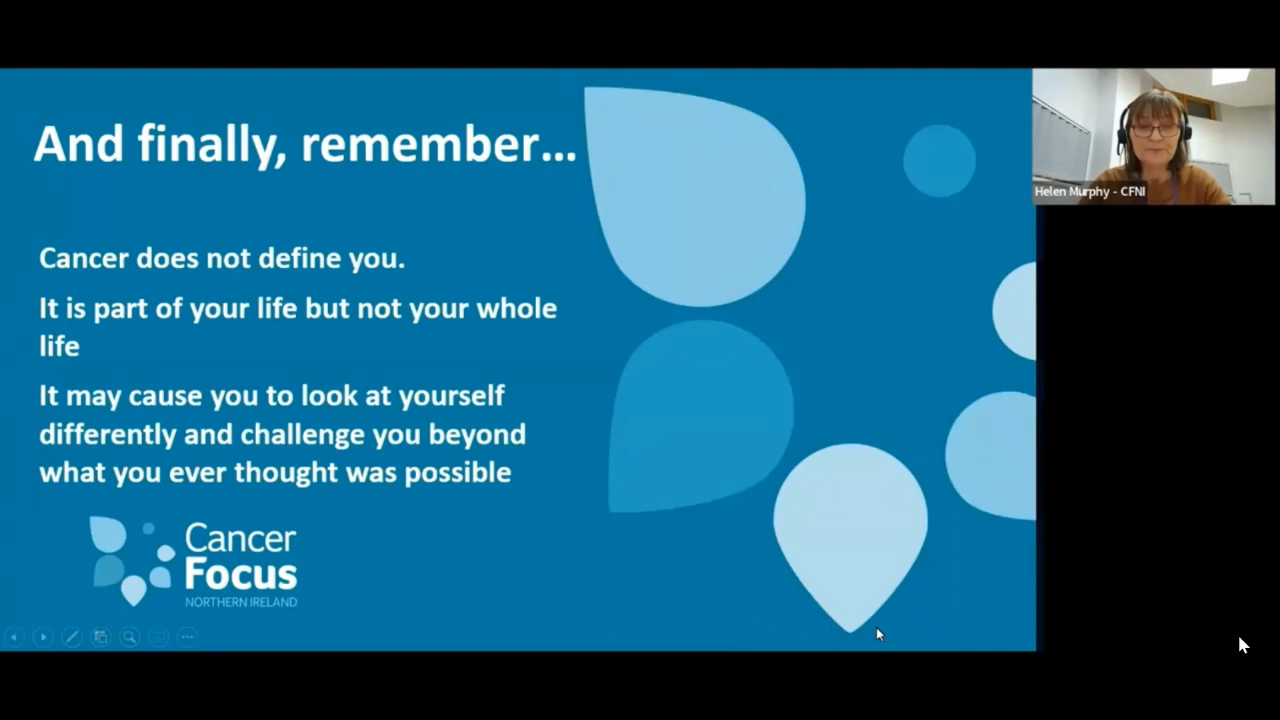 And finally, remember...
Cancer does not define you.
It is part of your life but not your whole
life
It may cause you to look at yourself
differently and challenge you beyond
what you ever thought was possible
Cancer
Focus
NORTHERN IRELAND
Helen Murphy - CFNI